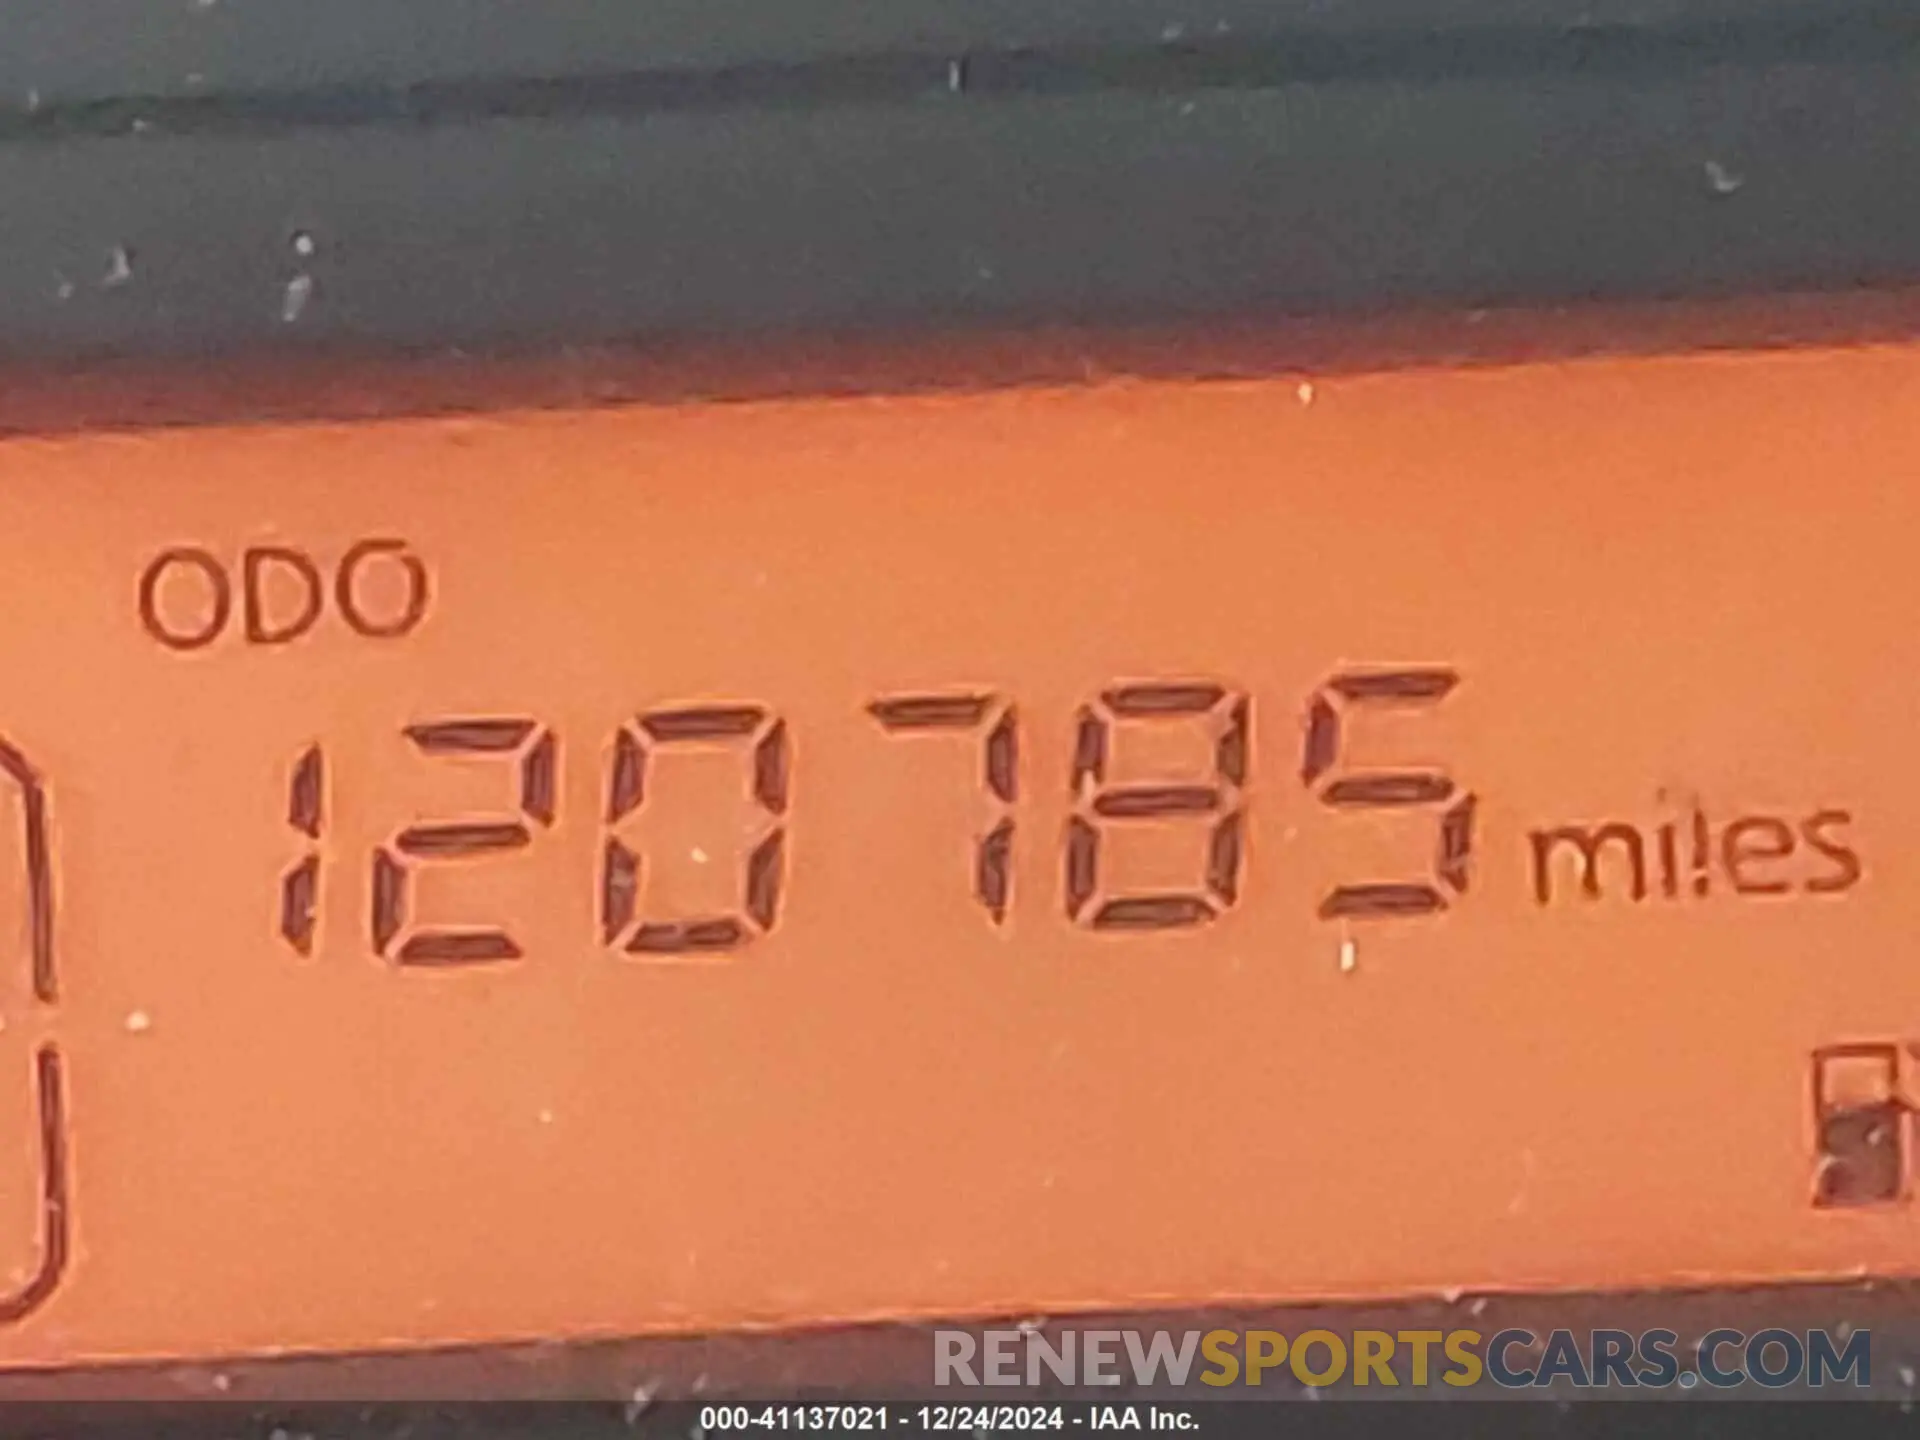 ODO
120785 miles
RENEWSPORTSCARS.COM
000-41137021 - 12/24/2024 - IAA Inc.